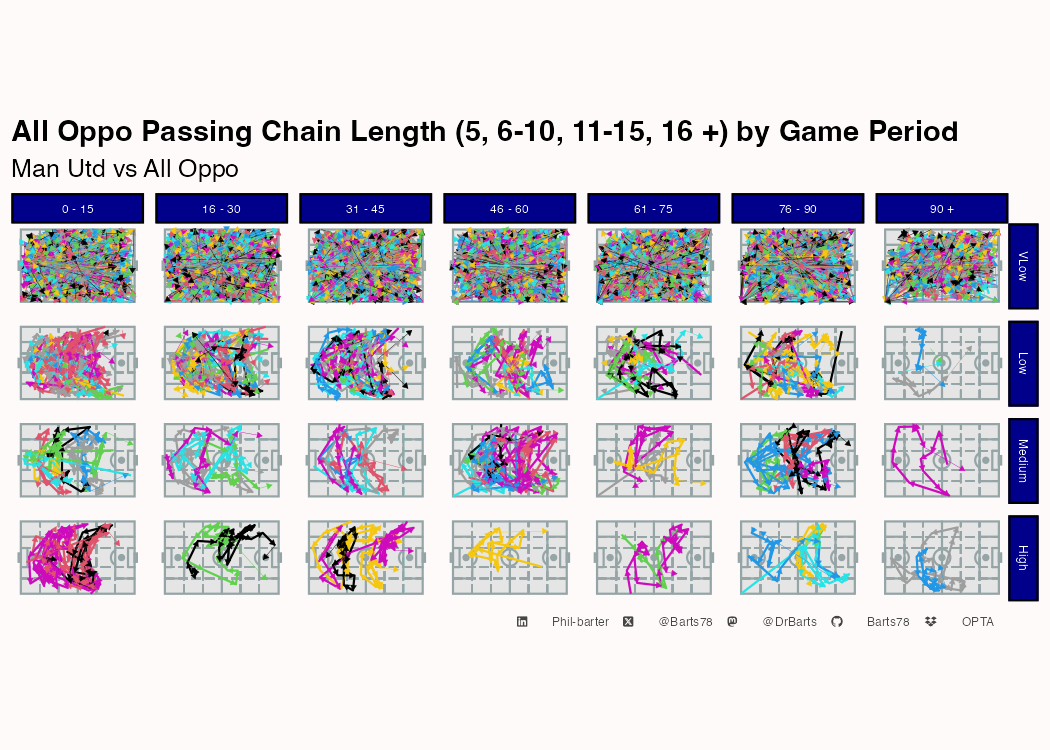 All Oppo Passing Chain Length (5, 6-10, 11-15, 16 +) by Game Period
Man Utd vs All Oppo
0 - 15 16 - 30 31 - 45 46 - 60 61 - 75 76 - 90 90 +
VLow
Low
Medium
High
Phil-barter @Barts78 @DrBarts Barts78 OPTA